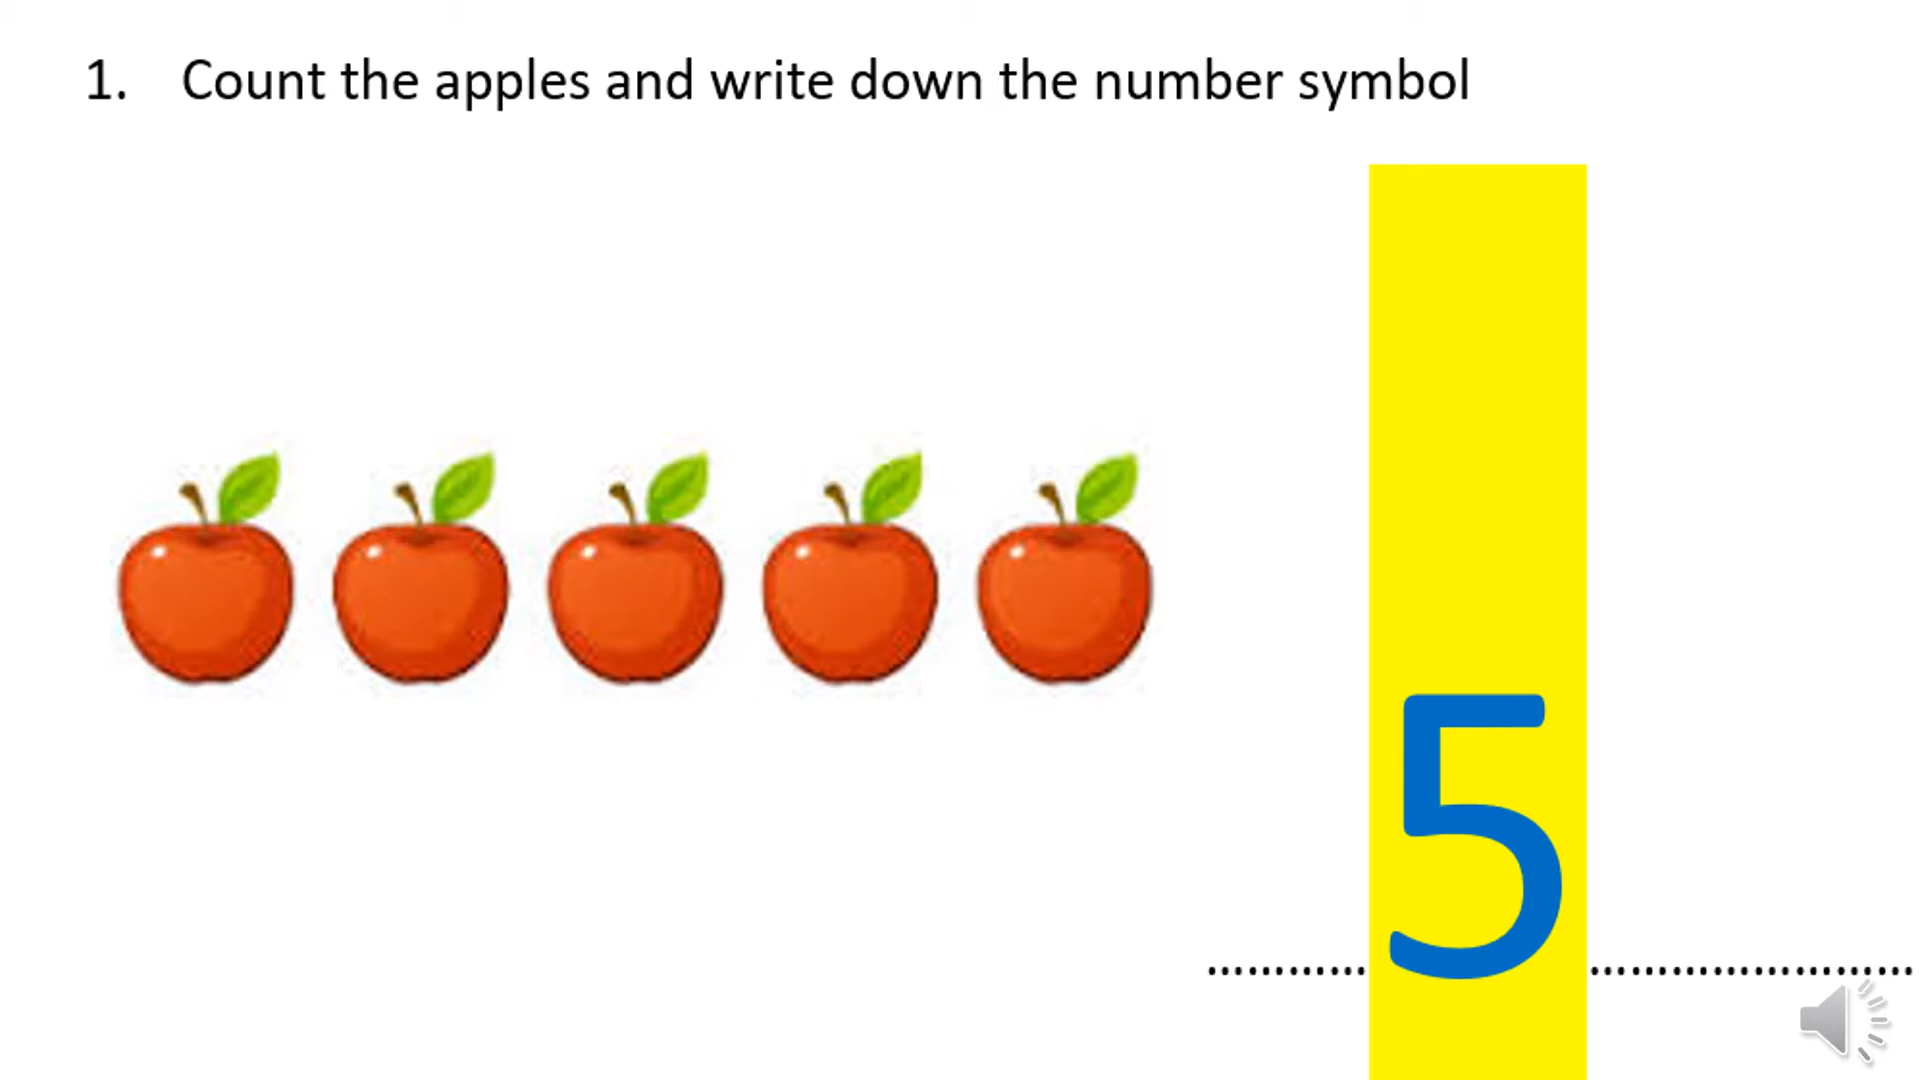 1. Count the apples and write down the number symbol
5